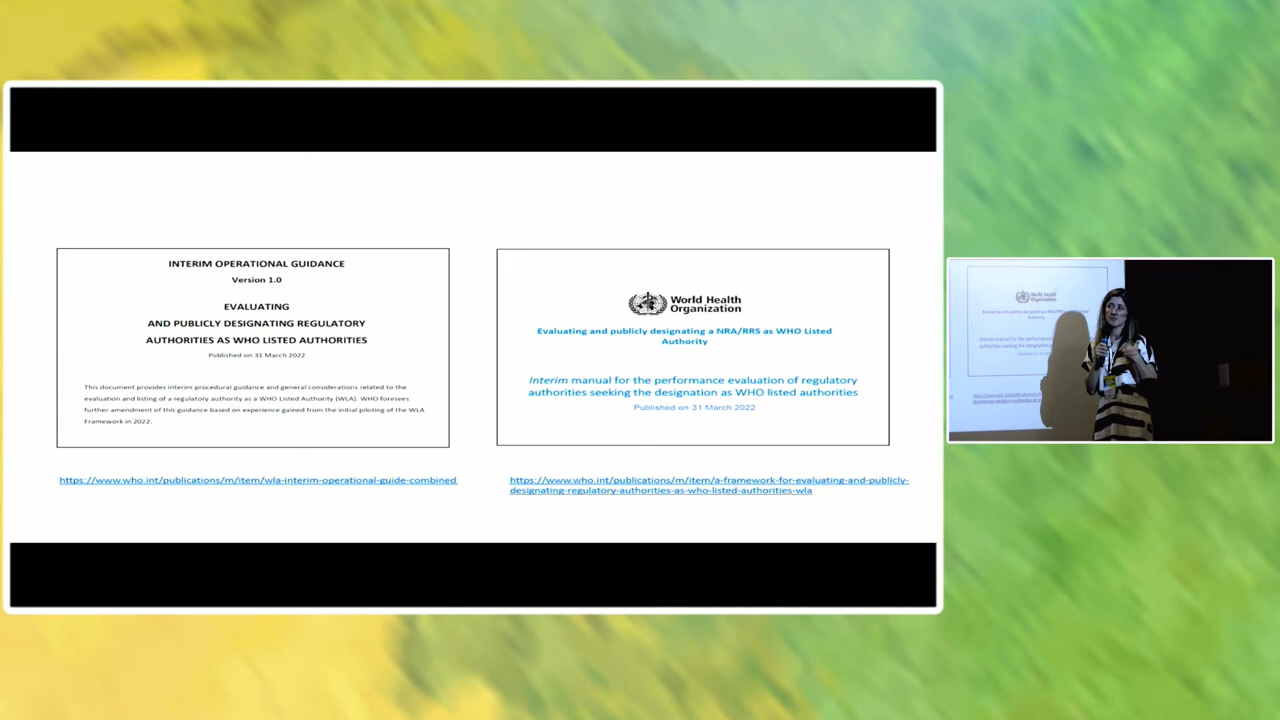 INTERIM OPERATIONAL GUIDANCE
Version 1.0
EVALUATING
AND PUBLICLY DESIGNATING REGULATORY
AUTHORITIES AS WHO LISTED AUTHORITIES
Published on 31 March 2022
This document provides interim procedural guidance and general considerations related to the
evaluation and listing of a regulatory authority as a WHO Listed Authority (WLA). WHO foresees
further amendment of this guidance based on experience gained from the initial piloting of the WLA
Framework in 2022.
https://www.who.int/publications/m/item/wla-interim-operational-guide-combined
World Health
Organization
Evaluating and publicly designating a NRA/RRS as WHO Listed
Authority
Interim manual for the performance evaluation of regulatory
authorities seeking the designation as WHO listed authorities
Published on 31 March 2022
https://www.who.int/publications/m/item/a-framework-for-evaluating-and-publicly-
designating-regulatory-authorities-as-who-listed-authorities-wla
World Health
Organization